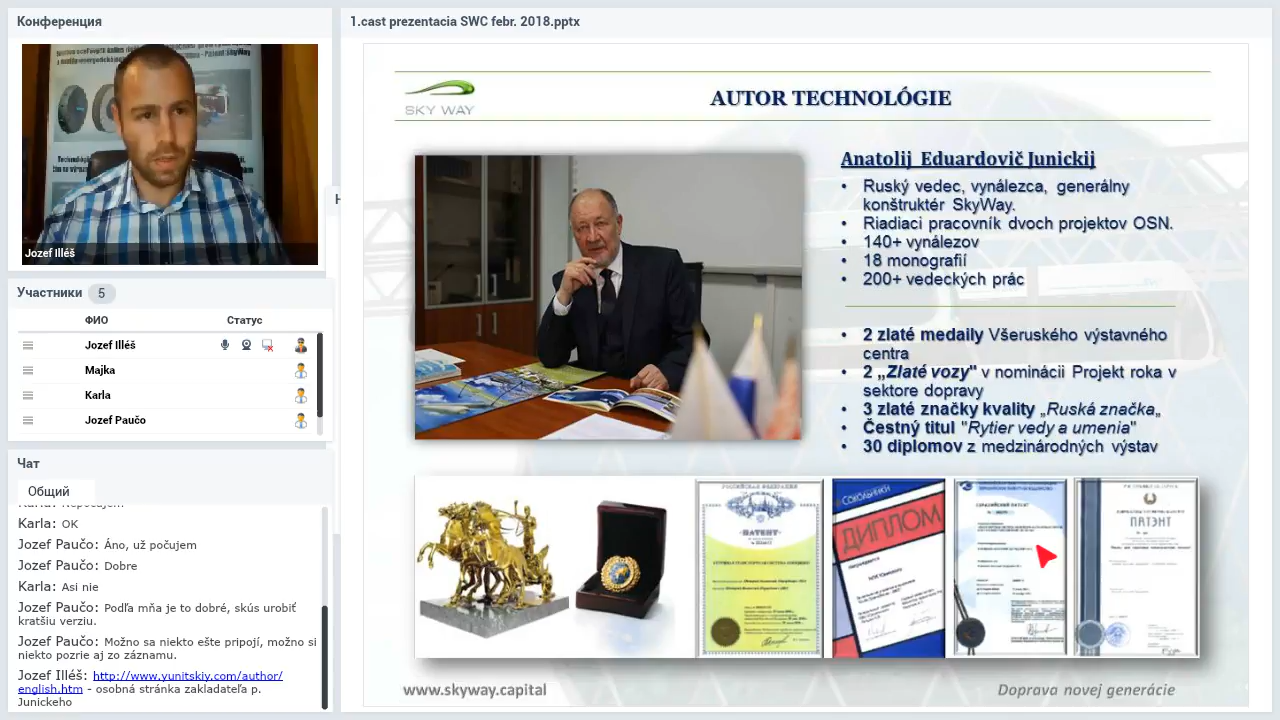 Конференция
Jozef Illéš
Участники 5
ФИО Статус
Jozef Illéš
Majka
Karla
Jozef Paučo
Чат
Общий
Karla: Nepočujem
Karla: OK
Jozef Paučo: Áno, už počujem
Jozef Paučo: Dobre
Karla: Asi nie
Jozef Paučo: Podľa mňa je to dobré, skús urobiť
kratšiu verziu.
Jozef Paučo: Možno sa niekto ešte pripojí, možno si
niekto pozrie aj zo záznamu.
Jozef Illéš: http://www.yunitskiy.com/author/
english.htm - osobná stránka zakladateľa p.
Junickeho
1.cast prezentacia SWC febr. 2018.pptx
SKY WAY
AUTOR TECHNOLÓGIE
Anatolij Eduardovič Junickij
• Ruský vedec, vynálezca, generálny
konštruktér SkyWay.
• Riadiaci pracovník dvoch projektov OSN.
• 140+ vynálezov
• 18 monografií
• 200+ vedeckých prác
• 2 zlaté medaily Všeruského výstavného
centra
• 2 „Zlaté vozy" v nominácii Projekt roka v
sektore dopravy
• 3 zlaté značky kvality „Ruská značka„
• Čestný titul "Rytier vedy a umenia"
• 30 diplomov z medzinárodných výstav
ПАТЕНТ
СОКОЛЬНИКИ
ДИПЛОМ
ПАТЭНТ
www.skyway.capital
Doprava novej generácie